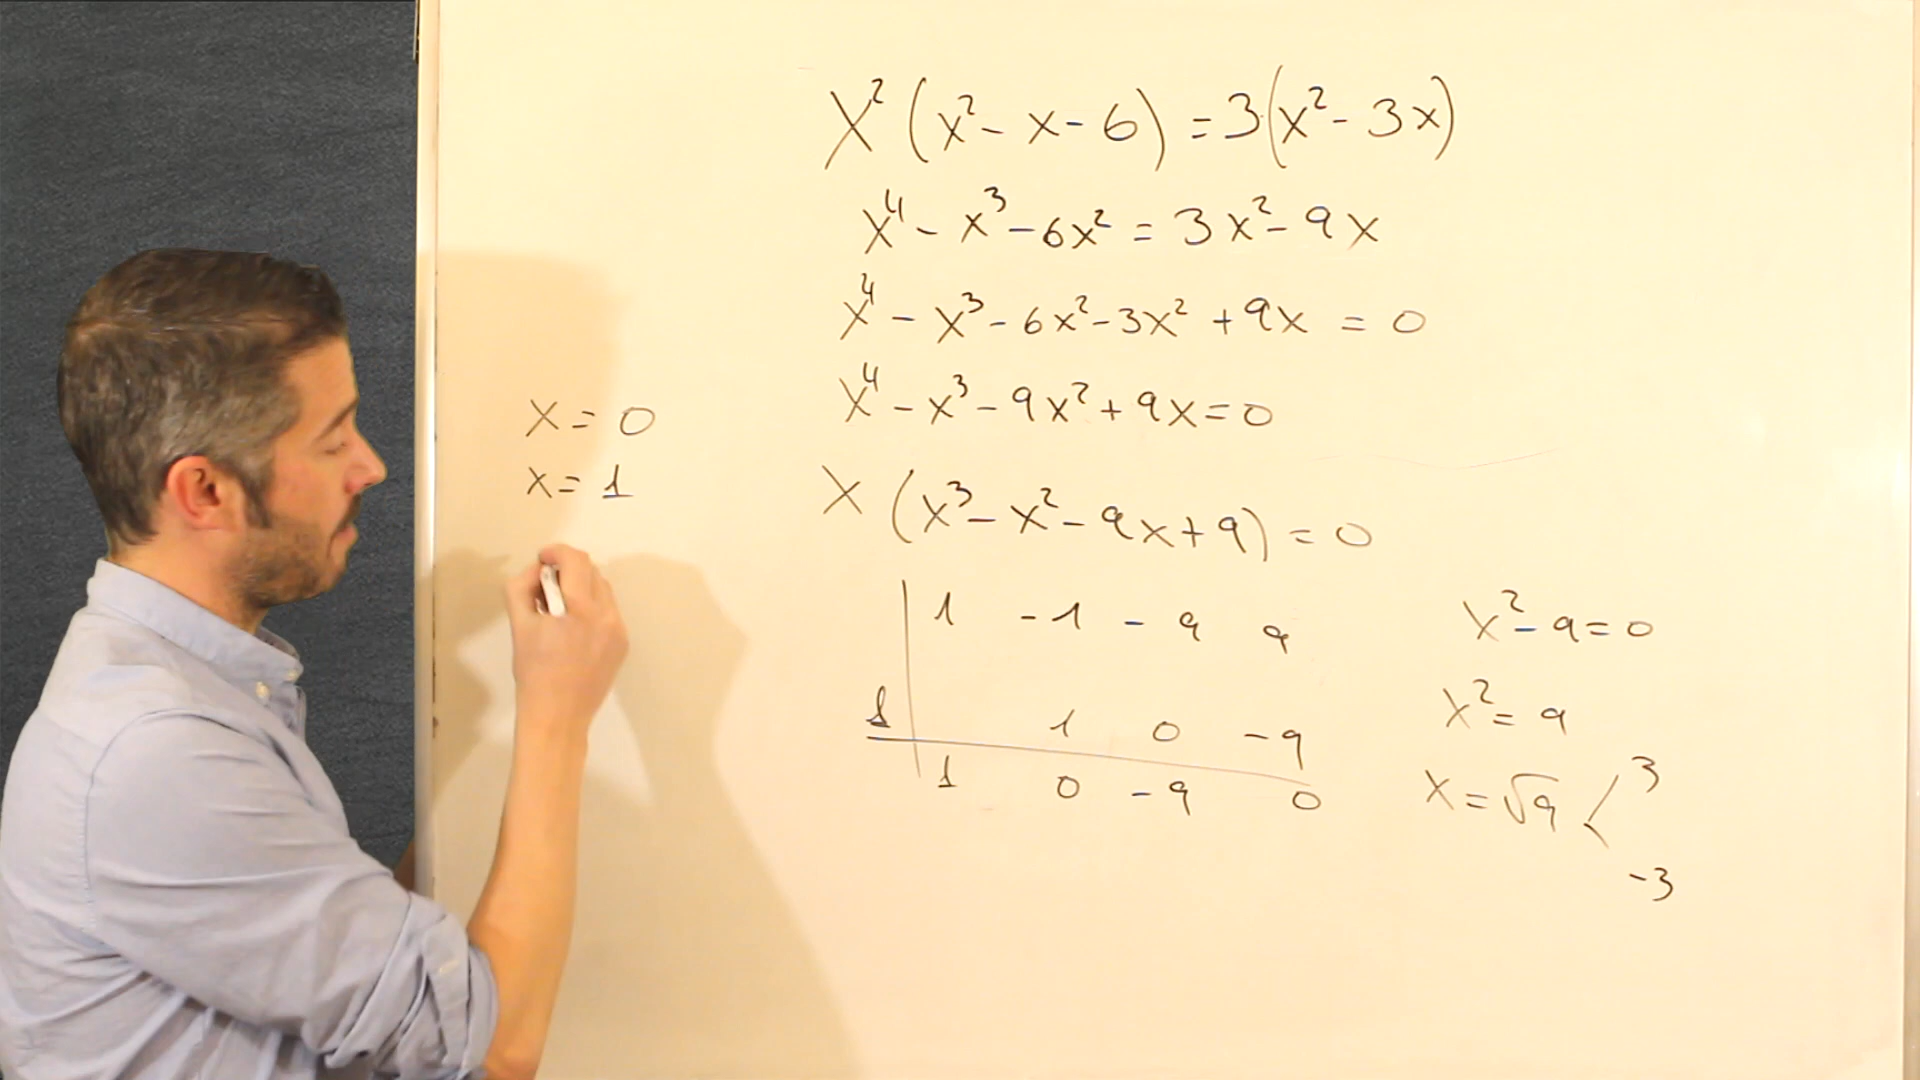 x²(x²- x-6) =3(x²- 3x)
x⁴- x³-6x² = 3x²-9x
x⁴ - x³- 6x²-3x² +9x = 0
x⁴ -x³- 9x²+9x=0
x=0
x=1
x (x³-x²-9x+9) = 0
1 -1 -9 9
1 1 0 -9
1 0 -9 0
x²-9=0
x²= 9
x=√9 < 3
-3